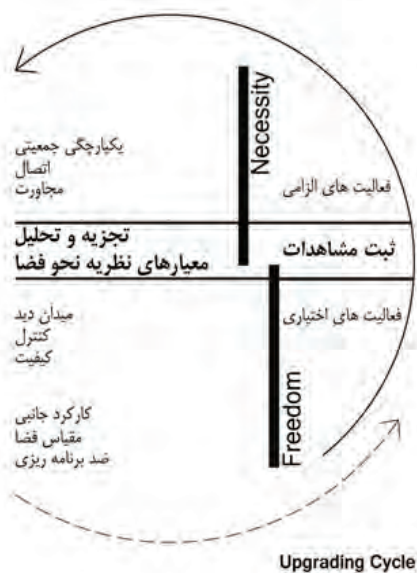 Necessity
یکپارچگی جمعیتی
اتصال
مجاورت
فعالیت های الزامی
ثبت مشاهدات
تجزیه و تحلیل
معیارهای نظریه نحو فضا
فعالیت های اختیاری
میدان دید
کنترل
کیفیت
Freedom
کارکرد جانبی
مقیاس فضا
ضد برنامه ریزی
Upgrading Cycle